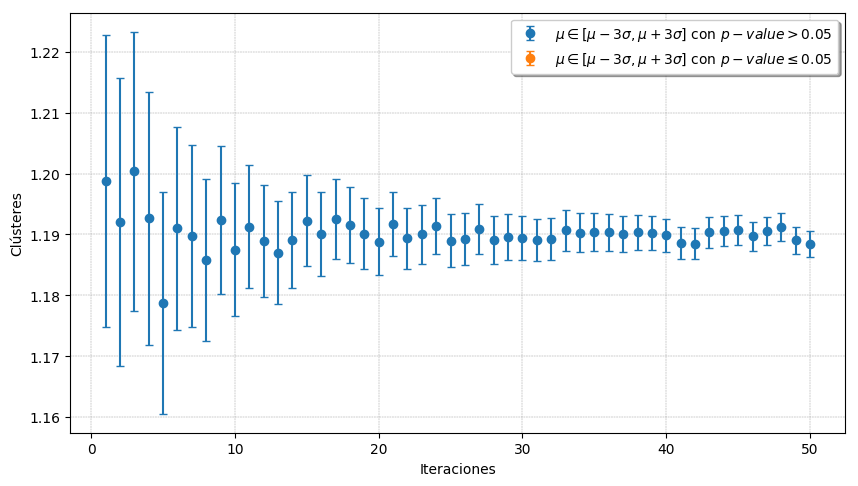 μ ∈ [μ − 3σ, μ + 3σ] con p − value > 0.05
μ ∈ [μ − 3σ, μ + 3σ] con p − value ≤ 0.05
1.22
1.21
1.20
1.19
1.18
1.17
1.16
Clústeres
0 10 20 30 40 50
Iteraciones